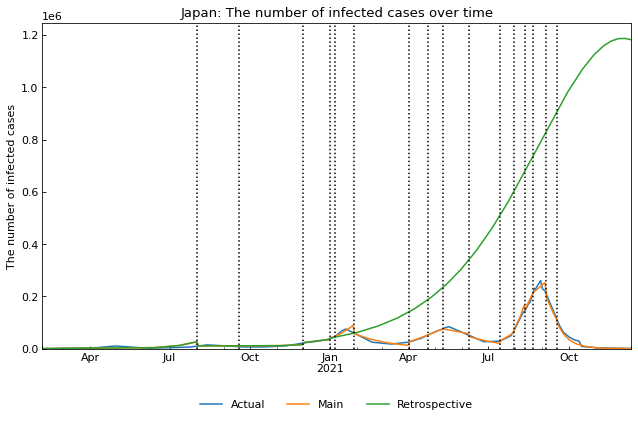 Japan: The number of infected cases over time
1e6
The number of infected cases
1.2
1.0
0.8
0.6
0.4
0.2
0.0
Apr Jul Oct Jan Apr Jul Oct
2021
Actual Main Retrospective